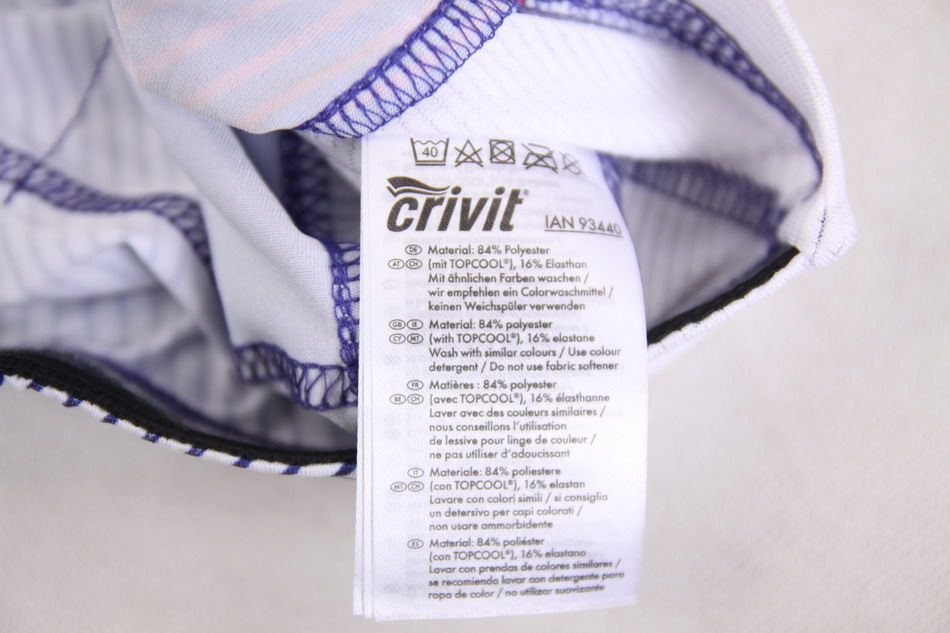 40
crivit®
IAN 93440
DE Material: 84% Polyester
AT CH (mit TOPCOOL®), 16% Elasthan
Mit ähnlichen Farben waschen /
wir empfehlen ein Colorwaschmittel /
keinen Weichspüler verwenden
GB IE Material: 84% polyester
CY MT (with TOPCOOL®), 16% elastane
Wash with similar colours / Use colour
detergent / Do not use fabric softener
FR Matières : 84% polyester
BE CH (avec TOPCOOL®), 16% élasthanne
Laver avec des couleurs similaires /
nous conseillons l'utilisation
de lessive pour linge de couleur /
ne pas utiliser d'adoucissant
IT Materiale: 84% poliestere
MT CH (con TOPCOOL®), 16% elastan
Lavare con colori simili / si consiglia
un detersivo per capi colorati /
non usare ammorbidente
ES Material: 84% poliéster
(con TOPCOOL®), 16% elastano
Lavar con prendas de colores similares /
se recomienda lavar con detergente para
ropa de color / no utilizar suavizante